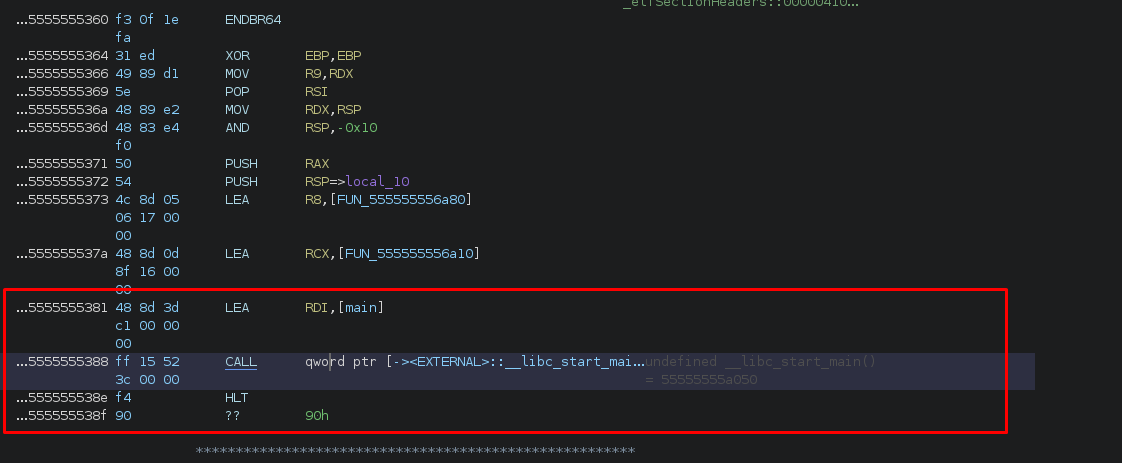 _elfSectionHeaders::00000410...
...5555555360 f3 0f 1e ENDBR64
fa
...5555555364 31 ed XOR EBP,EBP
...5555555366 49 89 d1 MOV R9,RDX
...5555555369 5e POP RSI
...555555536a 48 89 e2 MOV RDX,RSP
...555555536d 48 83 e4 AND RSP,-0x10
f0
...5555555371 50 PUSH RAX
...5555555372 54 PUSH RSP=>local_10
...5555555373 4c 8d 05 LEA R8,[FUN_555555556a80]
06 17 00
00
...555555537a 48 8d 0d LEA RCX,[FUN_555555556a10]
8f 16 00
00
...5555555381 48 8d 3d LEA RDI,[main]
c1 00 00
00
...5555555388 ff 15 52 CALL qword ptr [-><EXTERNAL>::__libc_start_mai... undefined __libc_start_main()
3c 00 00 = 55555555a050
...555555538e f4 HLT
...555555538f 90 ?? 90h
*******************************************************